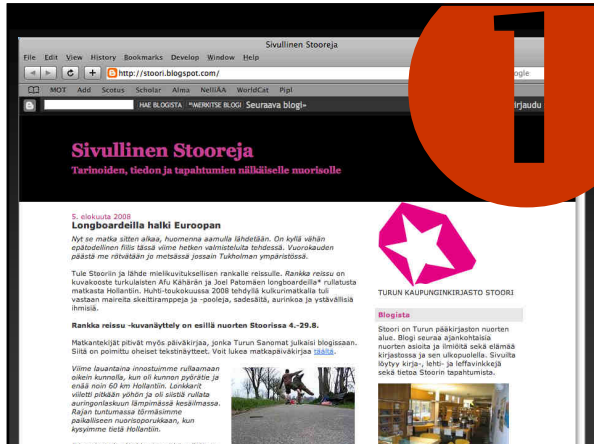 1
Sivullinen Stooreja
File Edit View History Bookmarks Develop Window Help
http://stoori.blogspot.com/
MOT Add Scotus Scholar Alma NelliÄÄ WorldCat Pipl
HAE BLOGISTA MERKITSE BLOGI Seuraava blogi»
Sivullinen Stooreja
Tarinoiden, tiedon ja tapahtumien nälkäiselle nuorisolle
5. elokuuta 2008
Longboardeilla halki Euroopan
Nyt se matka sitten alkaa, huomenna aamulla lähdetään. On kyllä vähän
epätodellinen fiilis tässä viime hetken valmisteluita tehdessä. Vuorokauden
päästä me rötvätään jo metsässä jossain Tukholman ympäristössä.
Tule Stooriin ja lähde mielikuvituksellisen rankalle reissulle. Rankka reissu on
kuvakooste turkulaisten Afu Kähärän ja Joel Patomäen longboardeilla* rullatusta
matkasta Hollantiin. Huhti-toukokuussa 2008 tehdyllä kulkurimatkalla tuli
vastaan maireita skeittiramppeja ja -pooleja, sadesäitä, aurinkoa ja ystävällisiä
ihmisiä.
Rankka reissu -kuvanäyttely on esillä nuorten Stoorissa 4.-29.8.
Matkantekijät pitivät myös päiväkirjaa, jonka Turun Sanomat julkaisi blogissaan.
Siitä on poimittu oheiset tekstinäytteet. Voit lukea matkapäiväkirjaa täältä.
Viime lauantaina innostuimme rullaamaan
oikein kunnolla, kun oli kunnen pyörätie ja
enää noin 60 km Hollantiin. Lonkkarit
viiletti pitkään yöhön ja oli siistiä rullata
auringonlaskuun lämpimässä kesäilmassa.
Rajan tuntumassa törmäsimme
paikalliseen nuorisoporukkaan, kun
kysyimme tietä Hollantiin.
TURUN KAUPUNGINKIRJASTO STOORI
Blogista
Stoori on Turun pääkirjaston nuorten
alue. Blogi seuraa ajankohtaisia
nuorten asioita ja ilmiöitä sekä elämää
kirjastossa ja sen ulkopuolella. Sivuilta
löytyy kirja-, lehti- ja leffavinkkejä
sekä tietoa Stoorin tapahtumista.